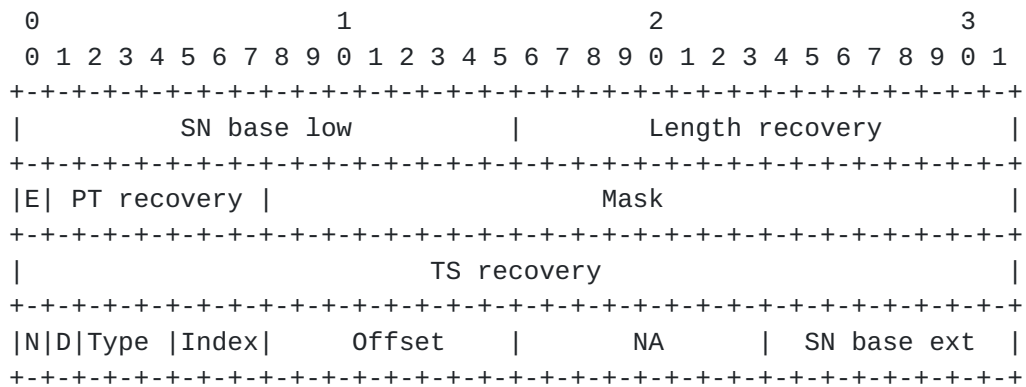 0                   1                   2                   3
 0 1 2 3 4 5 6 7 8 9 0 1 2 3 4 5 6 7 8 9 0 1 2 3 4 5 6 7 8 9 0 1
+-+-+-+-+-+-+-+-+-+-+-+-+-+-+-+-+-+-+-+-+-+-+-+-+-+-+-+-+-+-+-+-+
|          SN base low          |        Length recovery        |
+-+-+-+-+-+-+-+-+-+-+-+-+-+-+-+-+-+-+-+-+-+-+-+-+-+-+-+-+-+-+-+-+
|E| PT recovery |                     Mask                      |
+-+-+-+-+-+-+-+-+-+-+-+-+-+-+-+-+-+-+-+-+-+-+-+-+-+-+-+-+-+-+-+-+
|                          TS recovery                          |
+-+-+-+-+-+-+-+-+-+-+-+-+-+-+-+-+-+-+-+-+-+-+-+-+-+-+-+-+-+-+-+-+
|N|D|Type |Index|     Offset    |       NA      |  SN base ext  |
+-+-+-+-+-+-+-+-+-+-+-+-+-+-+-+-+-+-+-+-+-+-+-+-+-+-+-+-+-+-+-+-+